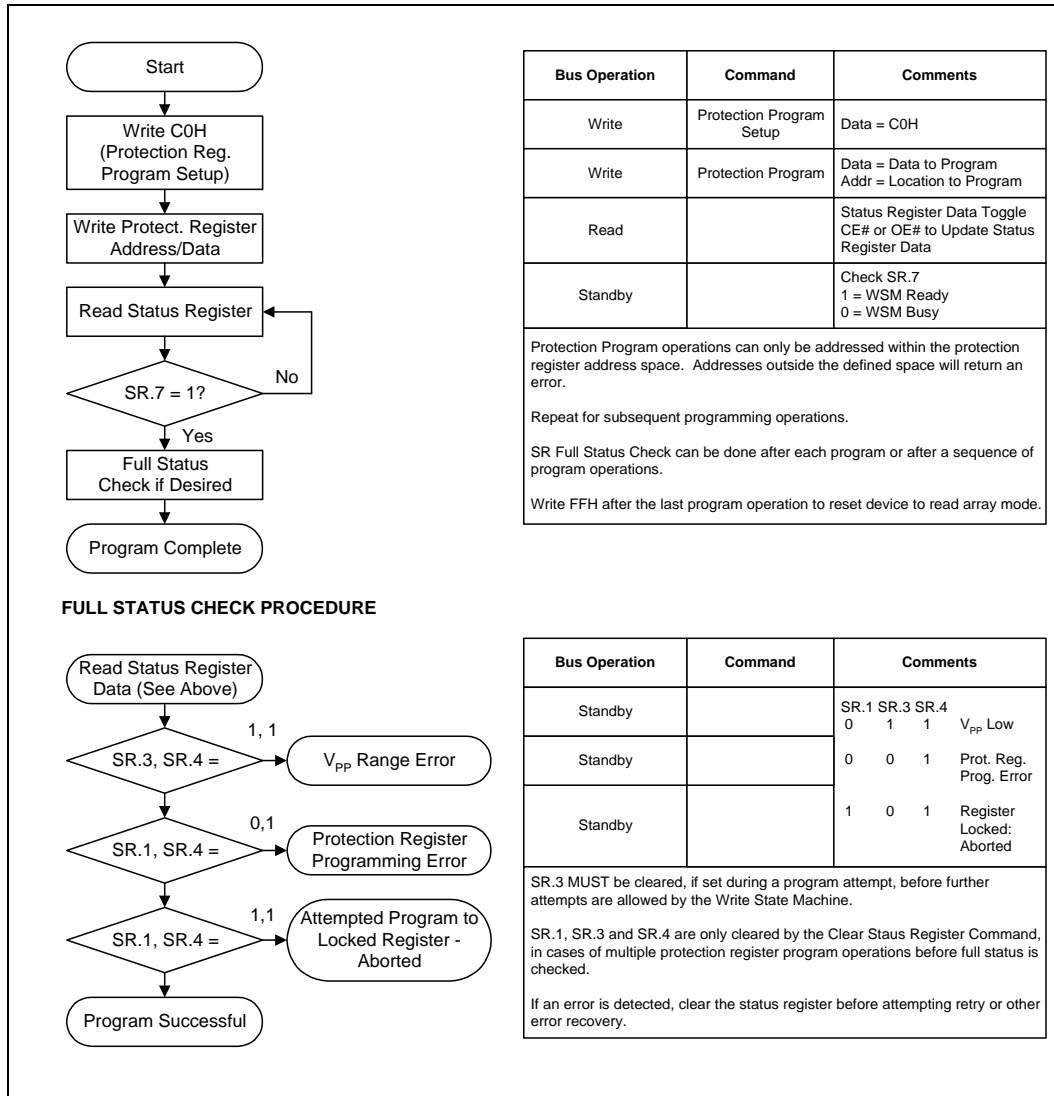 Start
Write C0H
(Protection Reg.
Program Setup)
Write Protect. Register
Address/Data
Read Status Register
No
SR.7 = 1?
Yes
Full Status
Check if Desired
Program Complete
Bus Operation Command Comments
Write Protection Program Setup Data = C0H
Write Protection Program Data = Data to Program
Addr = Location to Program
Read Status Register Data Toggle
CE# or OE# to Update Status
Register Data
Standby Check SR.7
1 = WSM Ready
0 = WSM Busy
Protection Program operations can only be addressed within the protection
register address space. Addresses outside the defined space will return an
error.
Repeat for subsequent programming operations.
SR Full Status Check can be done after each program or after a sequence of
program operations.
Write FFH after the last program operation to reset device to read array mode.
FULL STATUS CHECK PROCEDURE
Read Status Register
Data (See Above)
1, 1
SR.3, SR.4 =
VPP Range Error
0,1
SR.1, SR.4 =
Protection Register
Programming Error
1,1
SR.1, SR.4 =
Attempted Program to
Locked Register -
Aborted
Program Successful
Bus Operation Command Comments
Standby SR.1 SR.3 SR.4
0 1 1 VPP Low
Standby 0 0 1 Prot. Reg.
Prog. Error
Standby 1 0 1 Register
Locked:
Aborted
SR.3 MUST be cleared, if set during a program attempt, before further
attempts are allowed by the Write State Machine.
SR.1, SR.3 and SR.4 are only cleared by the Clear Staus Register Command,
in cases of multiple protection register program operations before full status is
checked.
If an error is detected, clear the status register before attempting retry or other
error recovery.